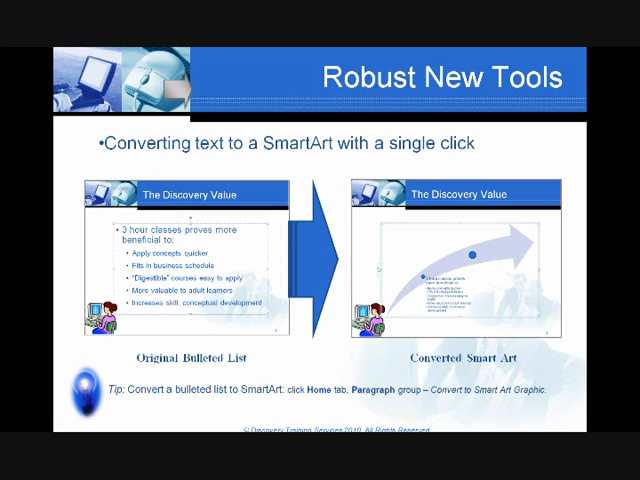 Robust New Tools
•Converting text to a SmartArt with a single click
The Discovery Value
• 3 hour classes proves more
beneficial to:
• Apply concepts quicker
• Fits in business schedule
• "Digestible" courses easy to apply
• More valuable to adult learners
• Increases skill, conceptual development
The Discovery Value
Original Bulleted List
Converted Smart Art
Tip: Convert a bulleted list to SmartArt: click Home tab, Paragraph group – Convert to Smart Art Graphic.
© Discovery Training Services 2010. All Rights Reserved